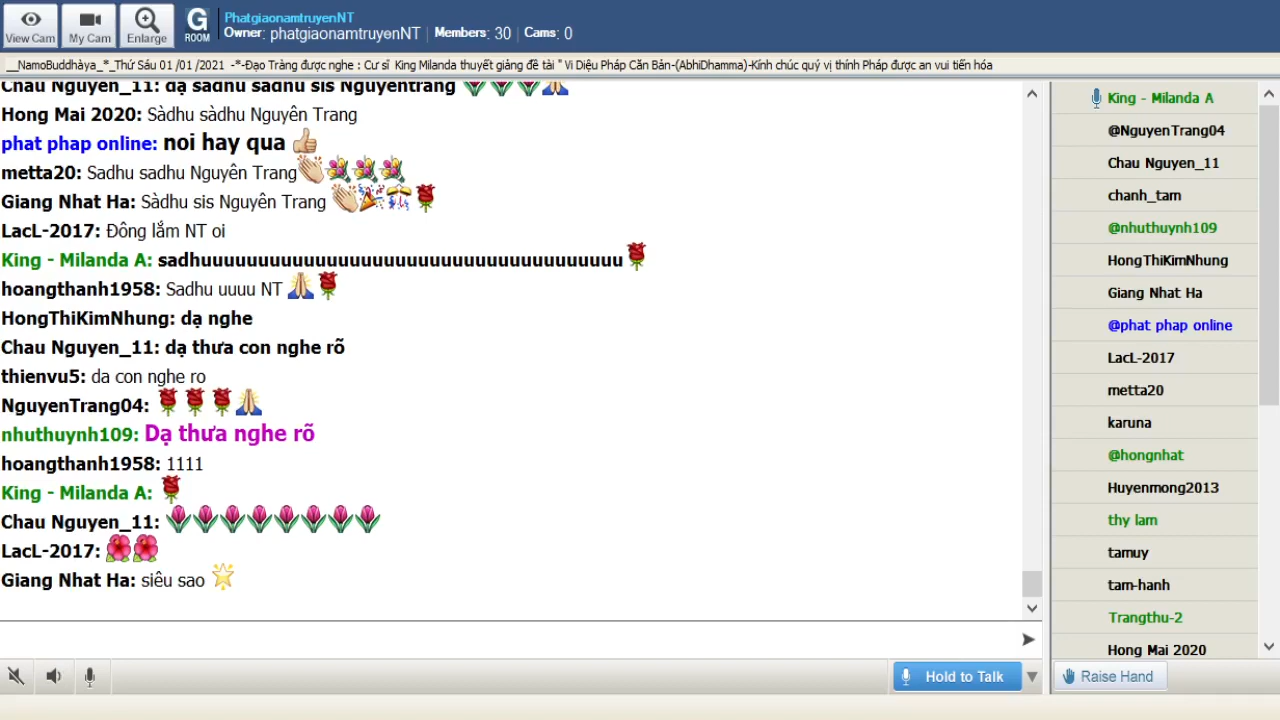 View Cam
My Cam
Enlarge
G
ROOM
PhatgiaonamtruyenNT
Owner: phatgiaonamtruyenNT | Members: 30 | Cams: 0
__NamoBuddhàya_*_Thứ Sáu 01 /01 /2021 -*-Đạo Tràng được nghe : Cư sĩ King Milanda thuyết giảng đề tài " Vi Diệu Pháp Căn Bản-(AbhiDhamma)-Kính chúc quý vị thính Pháp được an vui tiến hóa
Chau Nguyen_11: dạ sadhu sadhu sis Nguyentrang 🌷🌷🌷🙏
Hong Mai 2020: Sàdhu sàdhu Nguyên Trang
phat phap online: noi hay qua 👍
metta20: Sadhu sadhu Nguyên Trang👏💐💐💐
Giang Nhat Ha: Sàdhu sis Nguyên Trang 👏🎉🎊🌹
LacL-2017: Đông lắm NT oi
King - Milanda A: sadhuuuuuuuuuuuuuuuuuuuuuuuuuuuuuuuuuuuuu🌹
hoangthanh1958: Sadhu uuuu NT 🙏🌹
HongThiKimNhung: dạ nghe
Chau Nguyen_11: dạ thưa con nghe rõ
thienvu5: da con nghe ro
NguyenTrang04: 🌹🌹🌹🙏
nhuthuynh109: Dạ thưa nghe rõ
hoangthanh1958: 1111
King - Milanda A: 🌹
Chau Nguyen_11: 🌷🌷🌷🌷🌷🌷🌷🌷
LacL-2017: 🌺🌺
Giang Nhat Ha: siêu sao 🌟
Hold to Talk
King - Milanda A
@NguyenTrang04
Chau Nguyen_11
chanh_tam
@nhuthuynh109
HongThiKimNhung
Giang Nhat Ha
@phat phap online
LacL-2017
metta20
karuna
@hongnhat
Huyenmong2013
thy lam
tamuy
tam-hanh
Trangthu-2
Hong Mai 2020
Raise Hand